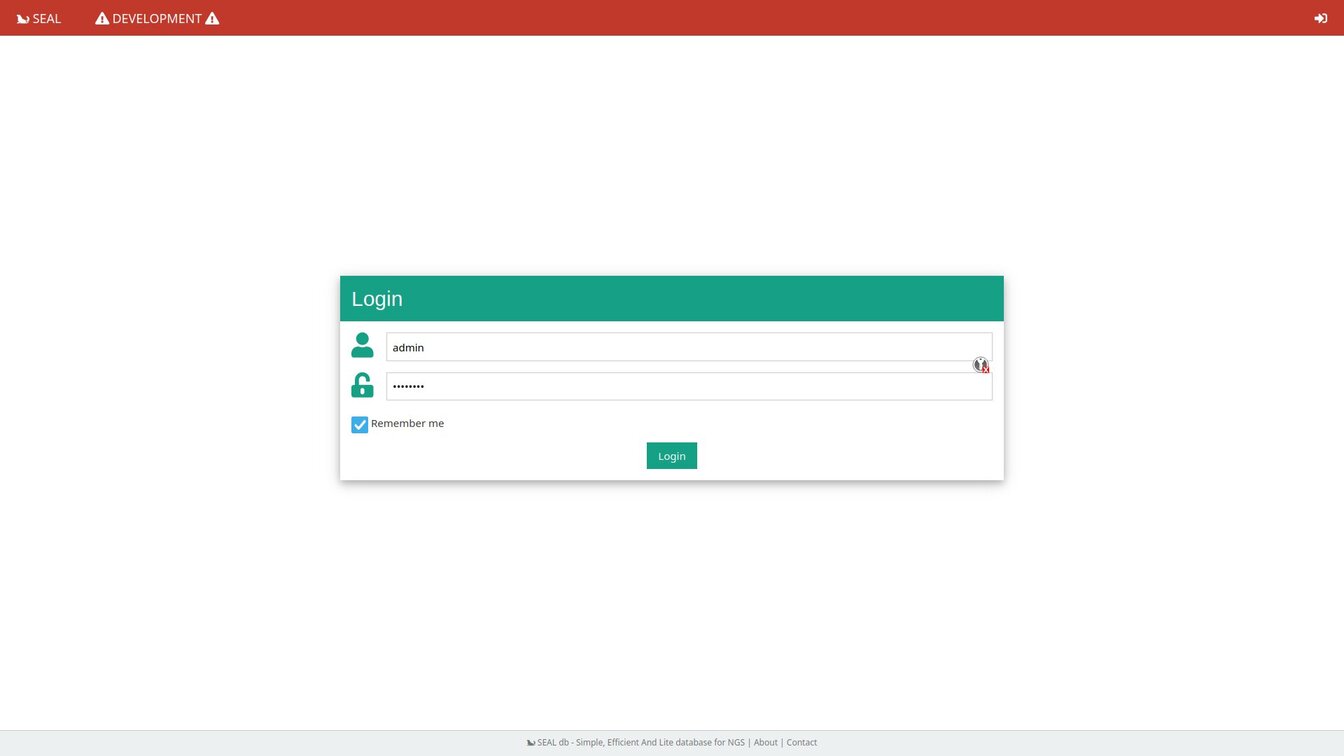 SEAL DEVELOPMENT
Login
admin
••••••••
Remember me
Login
SEAL db - Simple, Efficient And Lite database for NGS | About | Contact